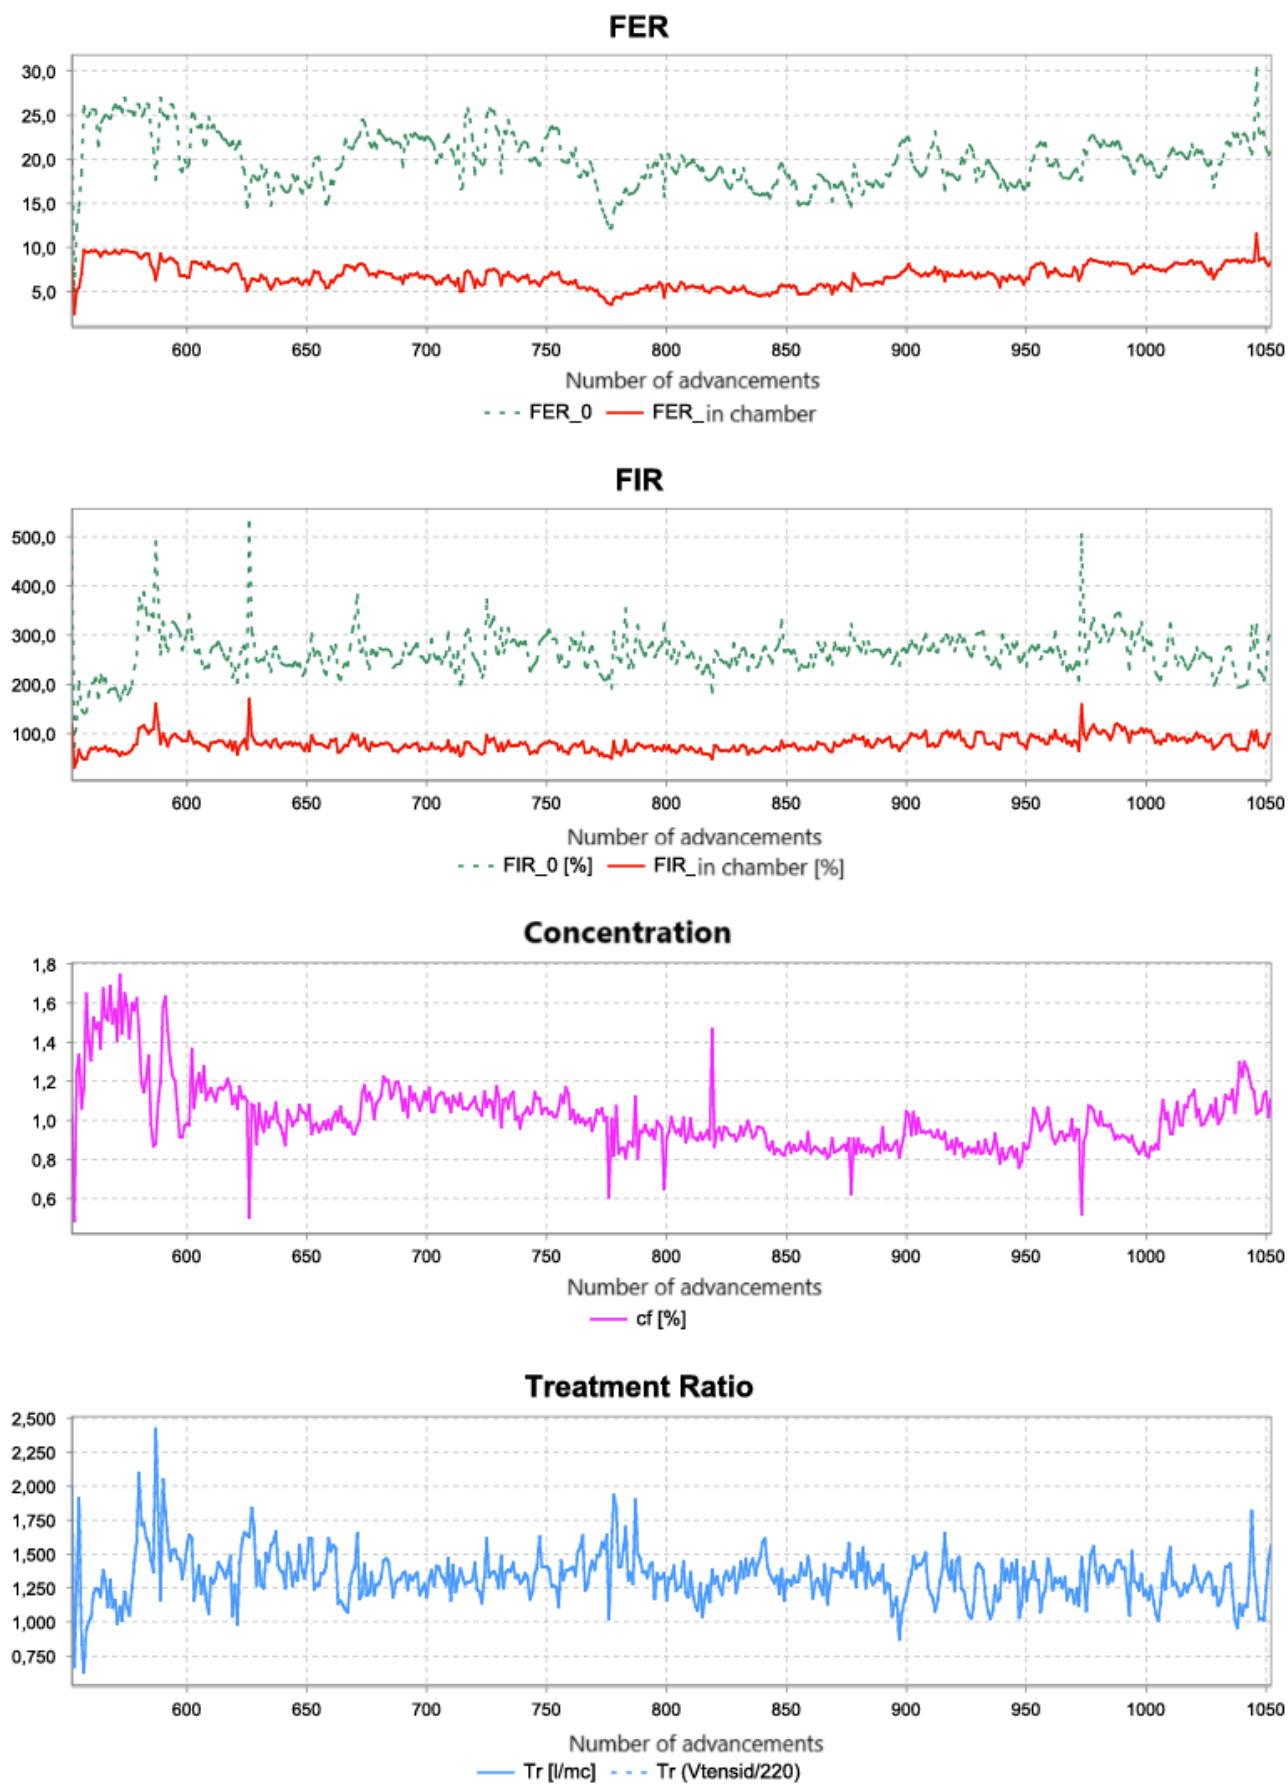 FER
30,0
25,0
20,0
15,0
10,0
5,0
600 650 700 750 800 850 900 950 1000 1050
Number of advancements
FER_0 FER_in chamber
FIR
500,0
400,0
300,0
200,0
100,0
600 650 700 750 800 850 900 950 1000 1050
Number of advancements
FIR_0 [%] FIR_in chamber [%]
Concentration
1,8
1,6
1,4
1,2
1,0
0,8
0,6
600 650 700 750 800 850 900 950 1000 1050
Number of advancements
cf [%]
Treatment Ratio
2,500
2,250
2,000
1,750
1,500
1,250
1,000
0,750
600 650 700 750 800 850 900 950 1000 1050
Number of advancements
Tr [l/mc] Tr (Vtensid/220)